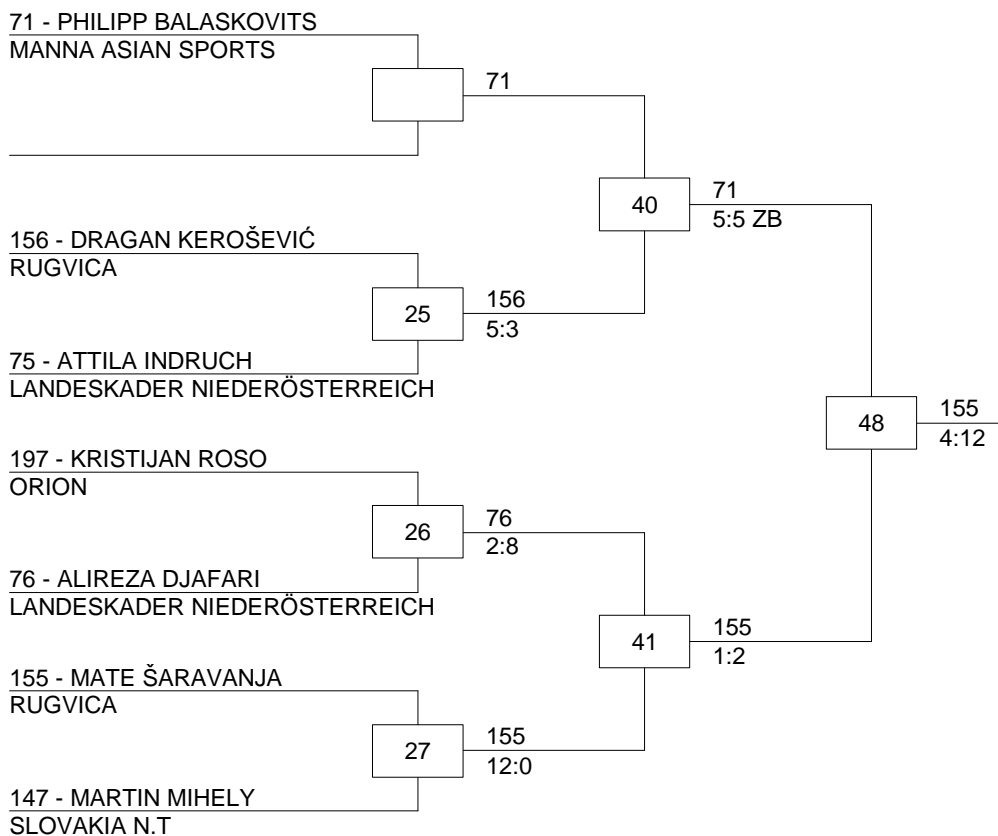 71 - PHILIPP BALASKOVITS
MANNA ASIAN SPORTS
71
40
71
5:5 ZB
156 - DRAGAN KEROŠEVIĆ
RUGVICA
25
156
5:3
75 - ATTILA INDRUCH
LANDESKADER NIEDERÖSTERREICH
48
155
4:12
197 - KRISTIJAN ROSO
ORION
26
76
2:8
76 - ALIREZA DJAFARI
LANDESKADER NIEDERÖSTERREICH
41
155
1:2
155 - MATE ŠARAVANJA
RUGVICA
27
155
12:0
147 - MARTIN MIHELY
SLOVAKIA N.T